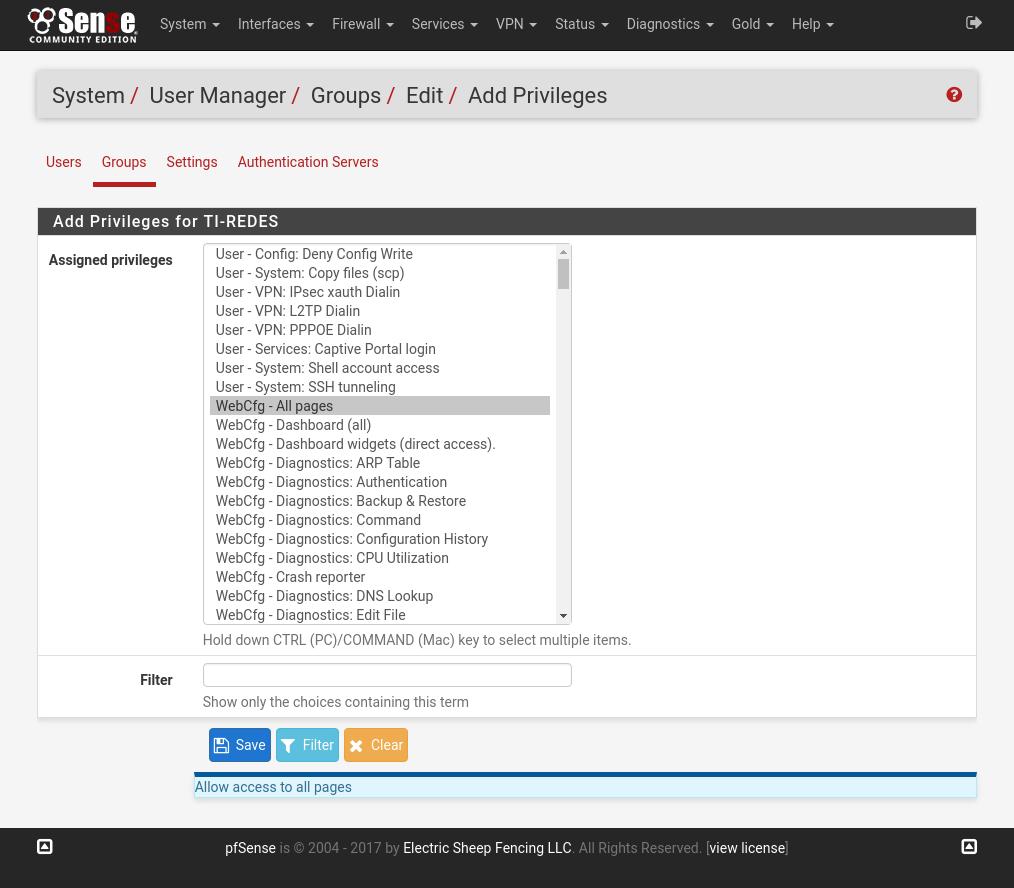 Sense
COMMUNITY EDITION
System Interfaces Firewall Services VPN Status Diagnostics Gold Help
System / User Manager / Groups / Edit / Add Privileges
Users Groups Settings Authentication Servers
Add Privileges for TI-REDES
Assigned privileges
User - Config: Deny Config Write
User - System: Copy files (scp)
User - VPN: IPsec xauth Dialin
User - VPN: L2TP Dialin
User - VPN: PPPOE Dialin
User - Services: Captive Portal login
User - System: Shell account access
User - System: SSH tunneling
WebCfg - All pages
WebCfg - Dashboard (all)
WebCfg - Dashboard widgets (direct access).
WebCfg - Diagnostics: ARP Table
WebCfg - Diagnostics: Authentication
WebCfg - Diagnostics: Backup & Restore
WebCfg - Diagnostics: Command
WebCfg - Diagnostics: Configuration History
WebCfg - Diagnostics: CPU Utilization
WebCfg - Crash reporter
WebCfg - Diagnostics: DNS Lookup
WebCfg - Diagnostics: Edit File
Hold down CTRL (PC)/COMMAND (Mac) key to select multiple items.
Filter
Show only the choices containing this term
Save Filter Clear
Allow access to all pages
pfSense is © 2004 - 2017 by Electric Sheep Fencing LLC. All Rights Reserved. [view license]